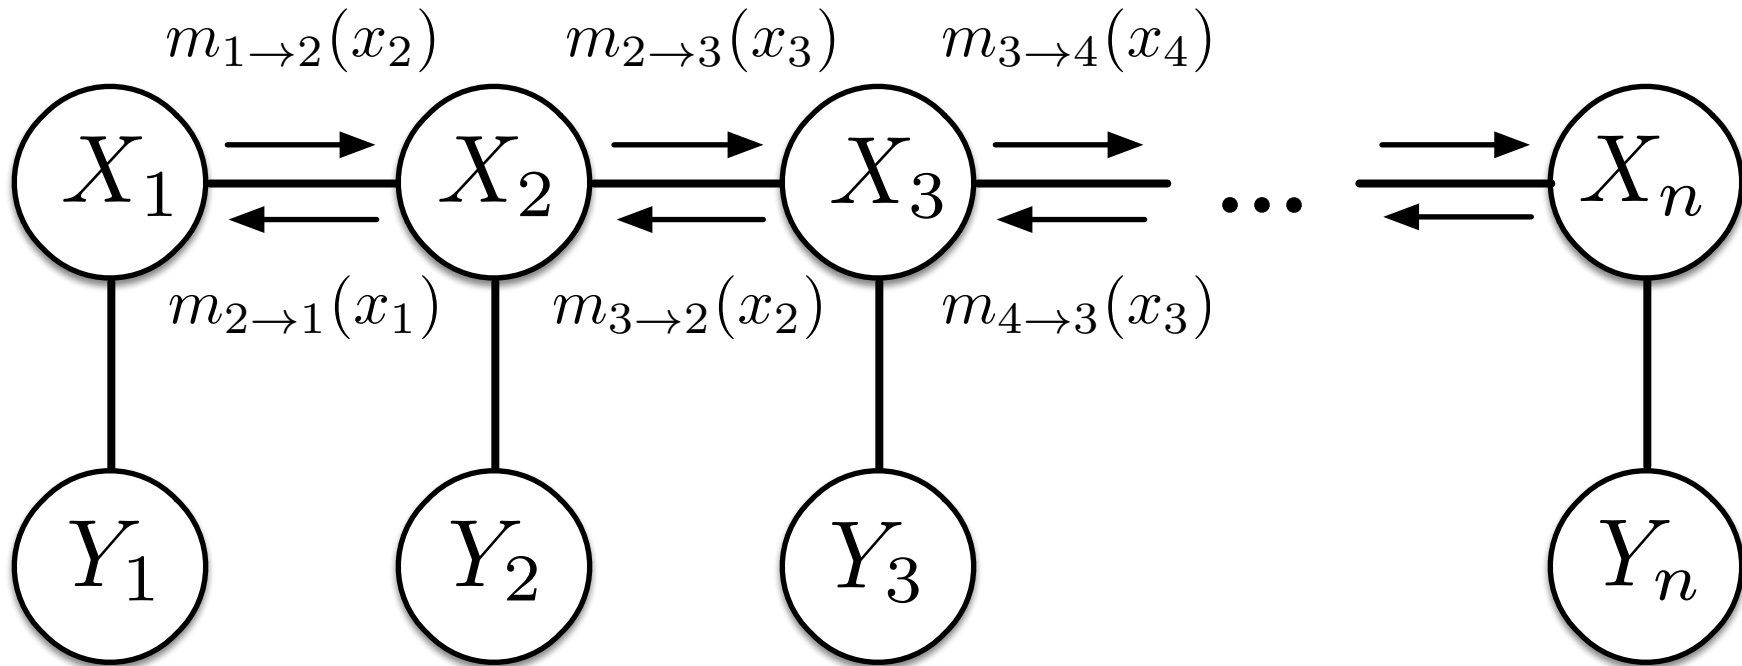 m_{1→2}(x_2) m_{2→3}(x_3) m_{3→4}(x_4)
X_1 X_2 X_3 ... X_n
m_{2→1}(x_1) m_{3→2}(x_2) m_{4→3}(x_3)
Y_1 Y_2 Y_3 Y_n